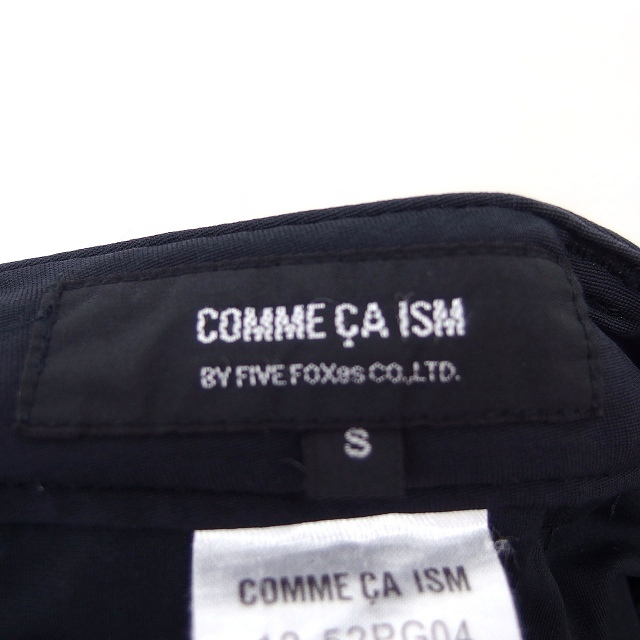 COMME ÇA ISM
BY FIVE FOXes CO.,LTD.
S
COMME ÇA ISM